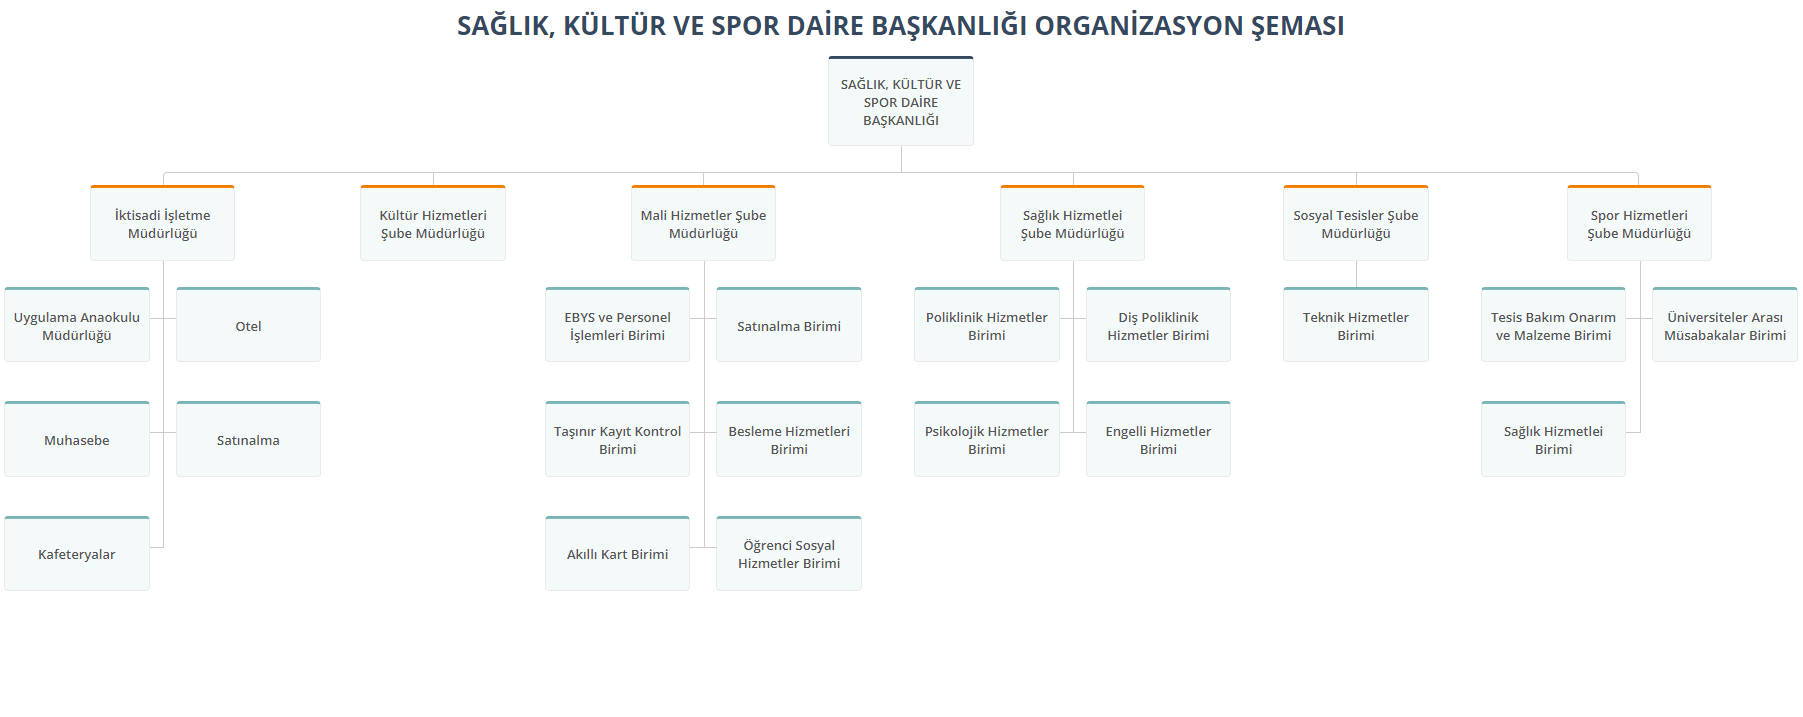 SAĞLIK, KÜLTÜR VE SPOR DAİRE BAŞKANLIĞI ORGANİZASYON ŞEMASI
SAĞLIK, KÜLTÜR VE
SPOR DAİRE
BAŞKANLIĞI
İktisadi İşletme
Müdürlüğü
Kültür Hizmetleri
Şube Müdürlüğü
Mali Hizmetler Şube
Müdürlüğü
Sağlık Hizmetlei
Şube Müdürlüğü
Sosyal Tesisler Şube
Müdürlüğü
Spor Hizmetleri
Şube Müdürlüğü
Uygulama Anaokulu
Müdürlüğü
Otel
EBYS ve Personel
İşlemleri Birimi
Satınalma Birimi
Poliklinik Hizmetler
Birimi
Diş Poliklinik
Hizmetler Birimi
Teknik Hizmetler
Birimi
Tesis Bakım Onarım
ve Malzeme Birimi
Üniversiteler Arası
Müsabakalar Birimi
Muhasebe
Satınalma
Taşınır Kayıt Kontrol
Birimi
Besleme Hizmetleri
Birimi
Psikolojik Hizmetler
Birimi
Engelli Hizmetler
Birimi
Sağlık Hizmetlei
Birimi
Kafeteryalar
Akıllı Kart Birimi
Öğrenci Sosyal
Hizmetler Birimi